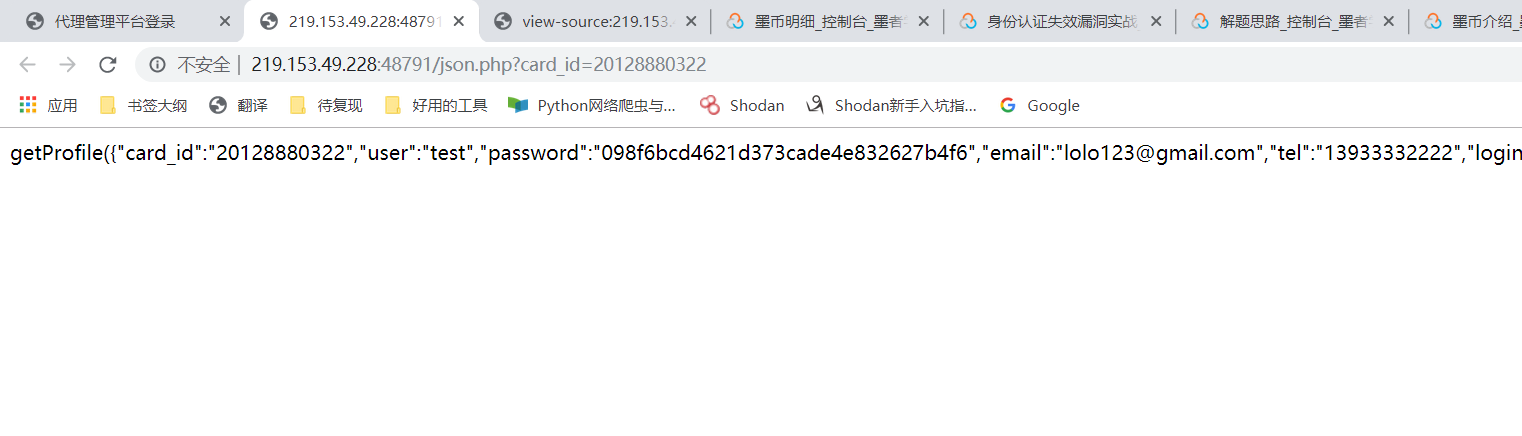 代理管理平台登录 219.153.49.228:48791 view-source:219.153. 墨币明细_控制台_墨者 身份认证失效漏洞实战 解题思路_控制台_墨者 墨币介绍_
不安全 | 219.153.49.228:48791/json.php?card_id=20128880322
应用 书签大纲 翻译 待复现 好用的工具 Python网络爬虫与... Shodan Shodan新手入坑指... Google
getProfile({"card_id":"20128880322","user":"test","password":"098f6bcd4621d373cade4e832627b4f6","email":"lolo123@gmail.com","tel":"13933332222","login